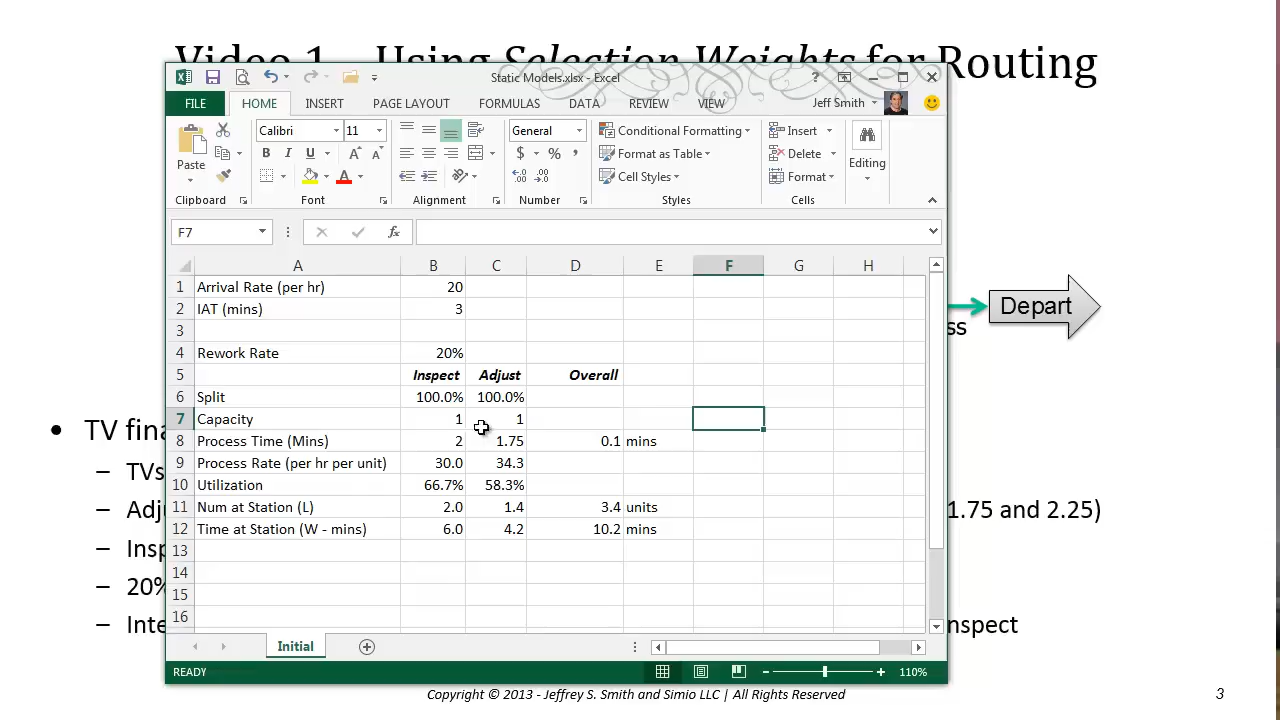 Video 1 – Using Selection Weights for Routing
Static Models.xlsx - Excel
FILE HOME INSERT PAGE LAYOUT FORMULAS DATA REVIEW VIEW Jeff Smith
Paste
Calibri 11
B I U
General
$ % ,
Conditional Formatting
Format as Table
Cell Styles
Insert
Delete
Format
Editing
Clipboard Font Alignment Number Styles Cells
F7 fx
A B C D E F G H
1 Arrival Rate (per hr) 20
2 IAT (mins) 3
3
4 Rework Rate 20%
5 Inspect Adjust Overall
6 Split 100.0% 100.0%
7 Capacity 1 1
8 Process Time (Mins) 2 1.75 0.1 mins
9 Process Rate (per hr per unit) 30.0 34.3
10 Utilization 66.7% 58.3%
11 Num at Station (L) 2.0 1.4 3.4 units
12 Time at Station (W - mins) 6.0 4.2 10.2 mins
13
14
15
16
Initial
READY 110%
Depart
ss
• TV fina
– TVs
– Adj 1.75 and 2.25)
– Insp
– 20%
– Inte nspect
Copyright © 2013 - Jeffrey S. Smith and Simio LLC | All Rights Reserved
3